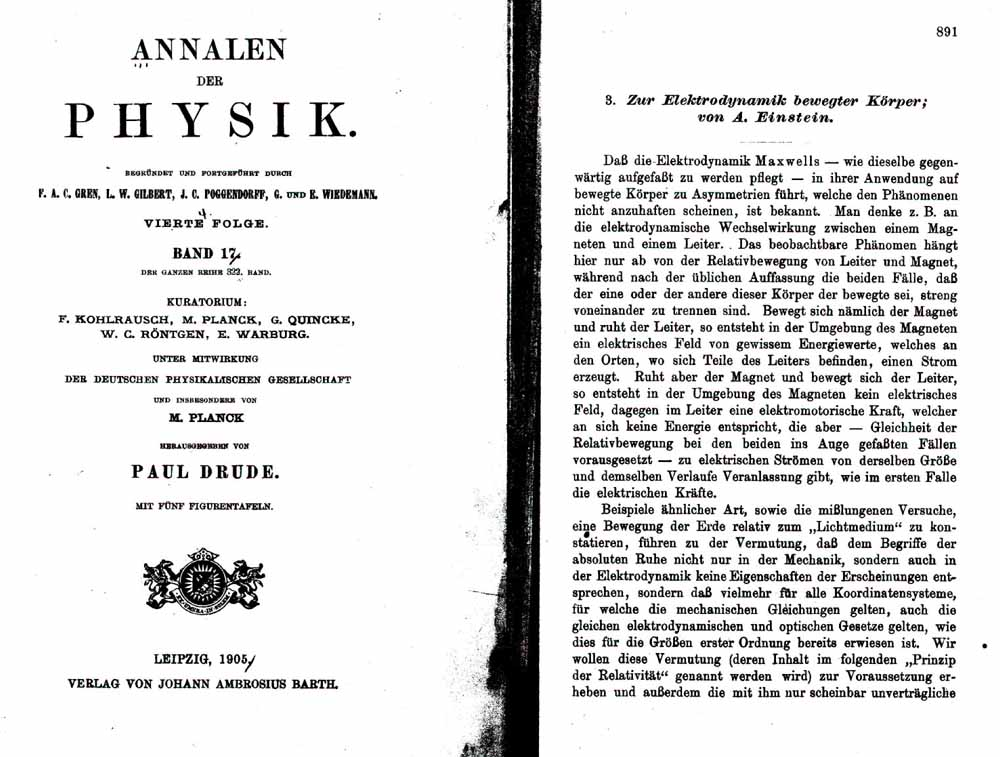 ANNALEN
DER
PHYSIK.
BEGRÜNDET UND FORTGEFÜHRT DURCH
F. A. C. GREN, L. W. GILBERT, J. C. POGGENDORFF, G. UND E. WIEDEMANN.
VIERTE FOLGE.
BAND 17.
DER GANZEN REIHE 322. BAND.
KURATORIUM:
F. KOHLRAUSCH, M. PLANCK, G. QUINCKE,
W. C. RÖNTGEN, E. WARBURG.
UNTER MITWIRKUNG
DER DEUTSCHEN PHYSIKALISCHEN GESELLSCHAFT
UND INSBESONDERE VON
M. PLANCK
HERAUSGEGEBEN VON
PAUL DRUDE.
MIT FÜNF FIGURENTAFELN.
LEIPZIG, 1905.
VERLAG VON JOHANN AMBROSIUS BARTH.
891
3. Zur Elektrodynamik bewegter Körper;
von A. Einstein.
Daß die Elektrodynamik Maxwells — wie dieselbe gegen-
wärtig aufgefaßt zu werden pflegt — in ihrer Anwendung auf
bewegte Körper zu Asymmetrien führt, welche den Phänomenen
nicht anzuhaften scheinen, ist bekannt. Man denke z. B. an
die elektrodynamische Wechselwirkung zwischen einem Mag-
neten und einem Leiter. Das beobachtbare Phänomen hängt
hier nur ab von der Relativbewegung von Leiter und Magnet,
während nach der üblichen Auffassung die beiden Fälle, daß
der eine oder der andere dieser Körper der bewegte sei, streng
voneinander zu trennen sind. Bewegt sich nämlich der Magnet
und ruht der Leiter, so entsteht in der Umgebung des Magneten
ein elektrisches Feld von gewissem Energiewerte, welches an
den Orten, wo sich Teile des Leiters befinden, einen Strom
erzeugt. Ruht aber der Magnet und bewegt sich der Leiter,
so entsteht in der Umgebung des Magneten kein elektrisches
Feld, dagegen im Leiter eine elektromotorische Kraft, welcher
an sich keine Energie entspricht, die aber — Gleichheit der
Relativbewegung bei den beiden ins Auge gefaßten Fällen
vorausgesetzt — zu elektrischen Strömen von derselben Größe
und demselben Verlaufe Veranlassung gibt, wie im ersten Falle
die elektrischen Kräfte.
Beispiele ähnlicher Art, sowie die mißlungenen Versuche,
eine Bewegung der Erde relativ zum „Lichtmedium“ zu kon-
statieren, führen zu der Vermutung, daß dem Begriffe der
absoluten Ruhe nicht nur in der Mechanik, sondern auch in
der Elektrodynamik keine Eigenschaften der Erscheinungen ent-
sprechen, sondern daß vielmehr für alle Koordinatensysteme,
für welche die mechanischen Gleichungen gelten, auch die
gleichen elektrodynamischen und optischen Gesetze gelten, wie
dies für die Größen erster Ordnung bereits erwiesen ist. Wir
wollen diese Vermutung (deren Inhalt im folgenden „Prinzip
der Relativität“ genannt werden wird) zur Voraussetzung er-
heben und außerdem die mit ihm nur scheinbar unverträgliche